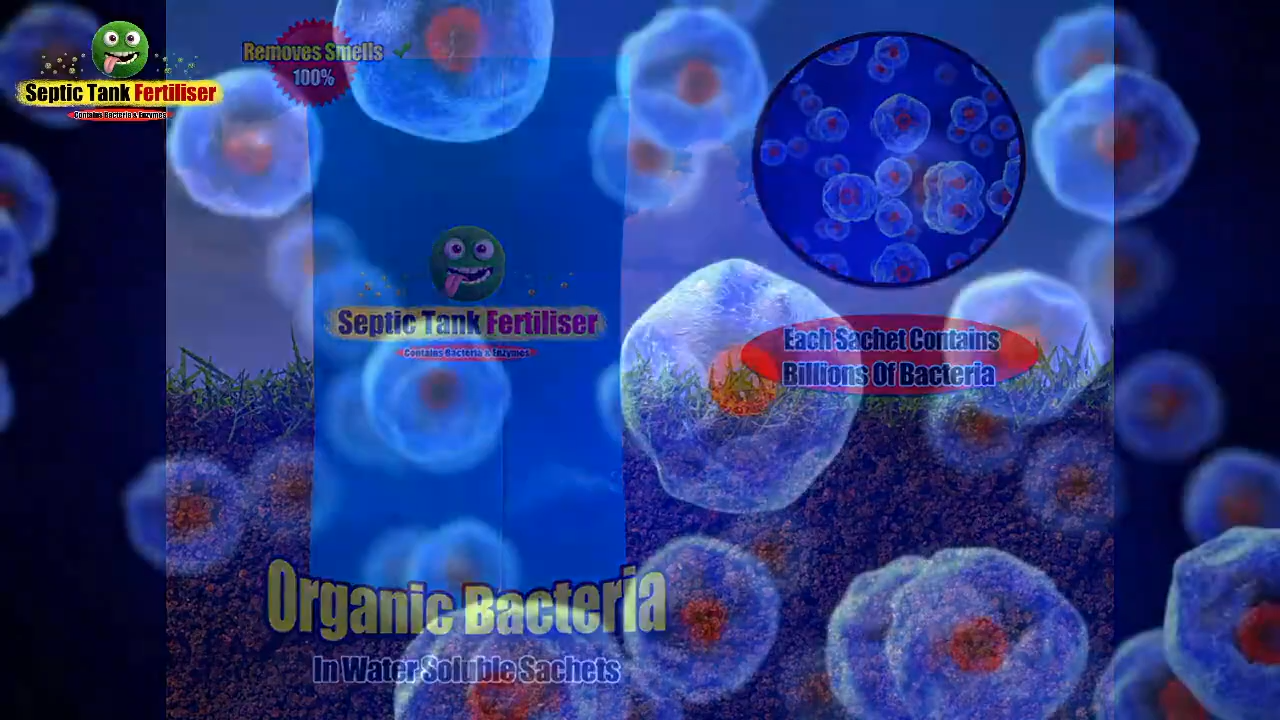 Septic Tank Fertiliser
Contains Bacteria & Enzymes
Removes Smells
100%
Septic Tank Fertiliser
Contains Bacteria & Enzymes
Each Sachet Contains
Billions Of Bacteria
Organic Bacteria
In Water Soluble Sachets